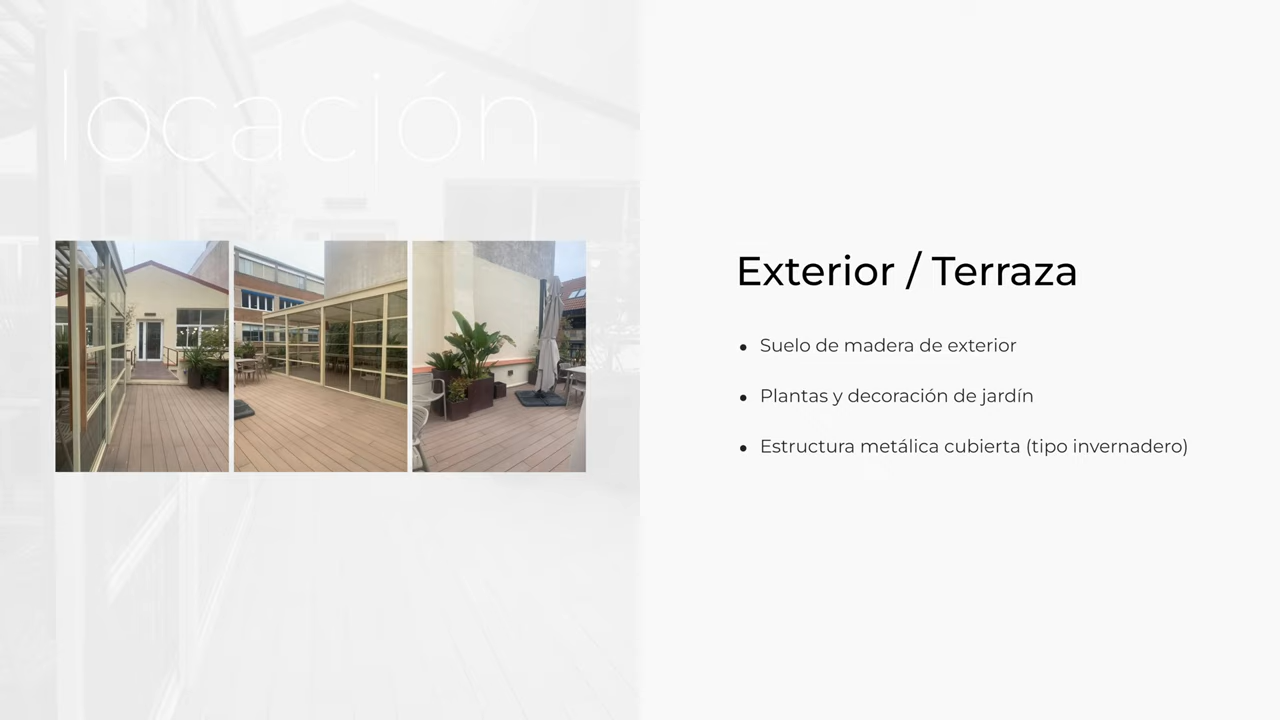 locación
Exterior / Terraza
• Suelo de madera de exterior
• Plantas y decoración de jardín
• Estructura metálica cubierta (tipo invernadero)